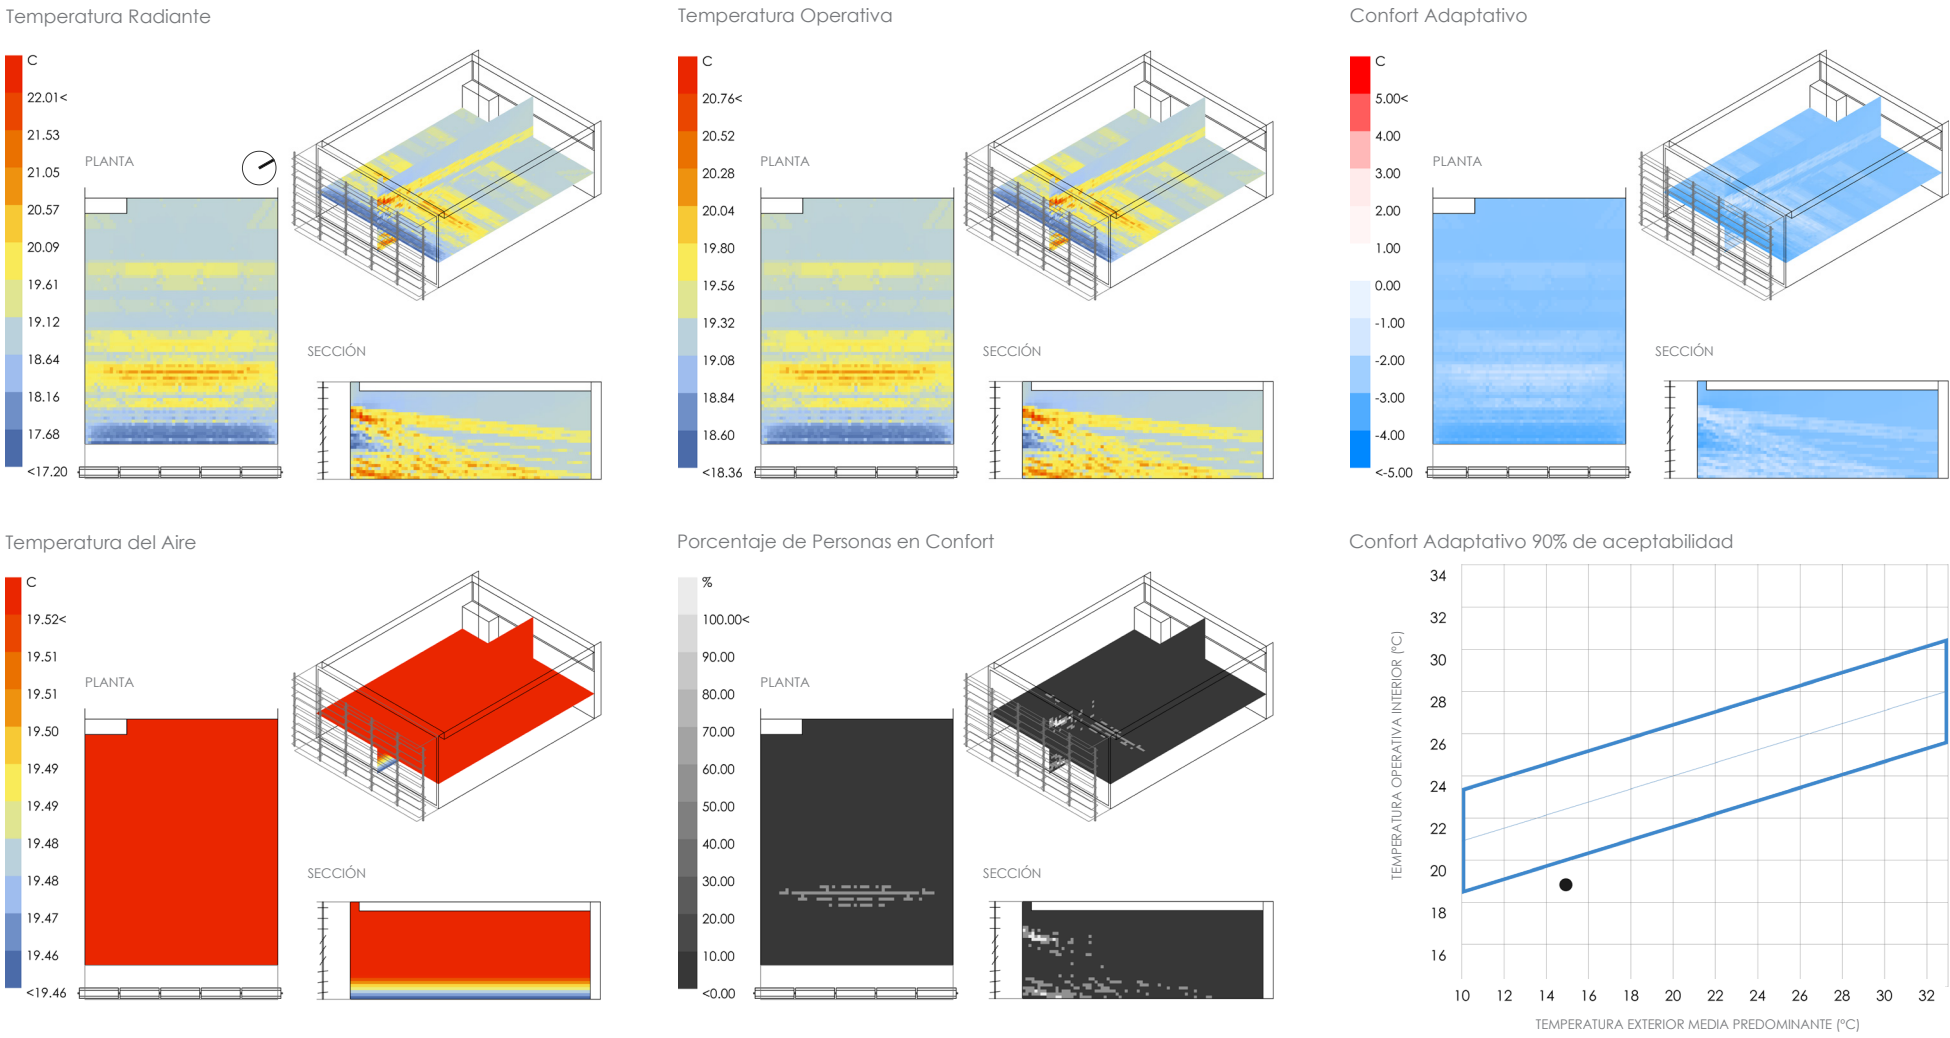 Temperatura Radiante
C
22.01<
21.53
21.05
20.57
20.09
19.61
19.12
18.64
18.16
17.68
<17.20
PLANTA
SECCIÓN
Temperatura Operativa
C
20.76<
20.52
20.28
20.04
19.80
19.56
19.32
19.08
18.84
18.60
<18.36
PLANTA
SECCIÓN
Confort Adaptativo
C
5.00<
4.00
3.00
2.00
1.00
0.00
-1.00
-2.00
-3.00
-4.00
<-5.00
PLANTA
SECCIÓN
Temperatura del Aire
C
19.52<
19.51
19.51
19.50
19.49
19.49
19.48
19.48
19.47
19.46
<19.46
PLANTA
SECCIÓN
Porcentaje de Personas en Confort
%
100.00<
90.00
80.00
70.00
60.00
50.00
40.00
30.00
20.00
10.00
<0.00
PLANTA
SECCIÓN
Confort Adaptativo 90% de aceptabilidad
TEMPERATURA OPERATIVA INTERIOR (ºC)
34
32
30
28
26
24
22
20
18
16
10 12 14 16 18 20 22 24 26 28 30 32
TEMPERATURA EXTERIOR MEDIA PREDOMINANTE (ºC)